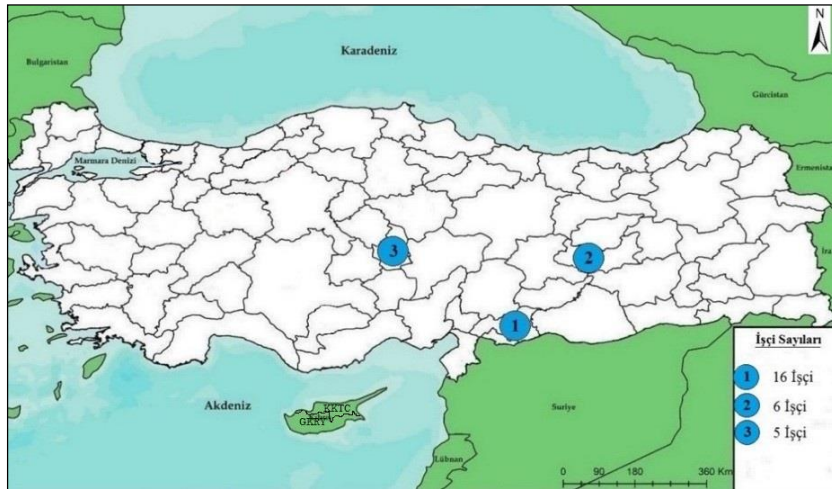 N
Karadeniz
Bulgaristan
Gürcistan
Marmara Denizi
Ermenista
İra
3
2
1
İşçi Sayıları
1 16 İşçi
2 6 İşçi
3 5 İşçi
Akdeniz
KKTC
GKRY
Suriye
Lübnan
0 90 180 360 Km